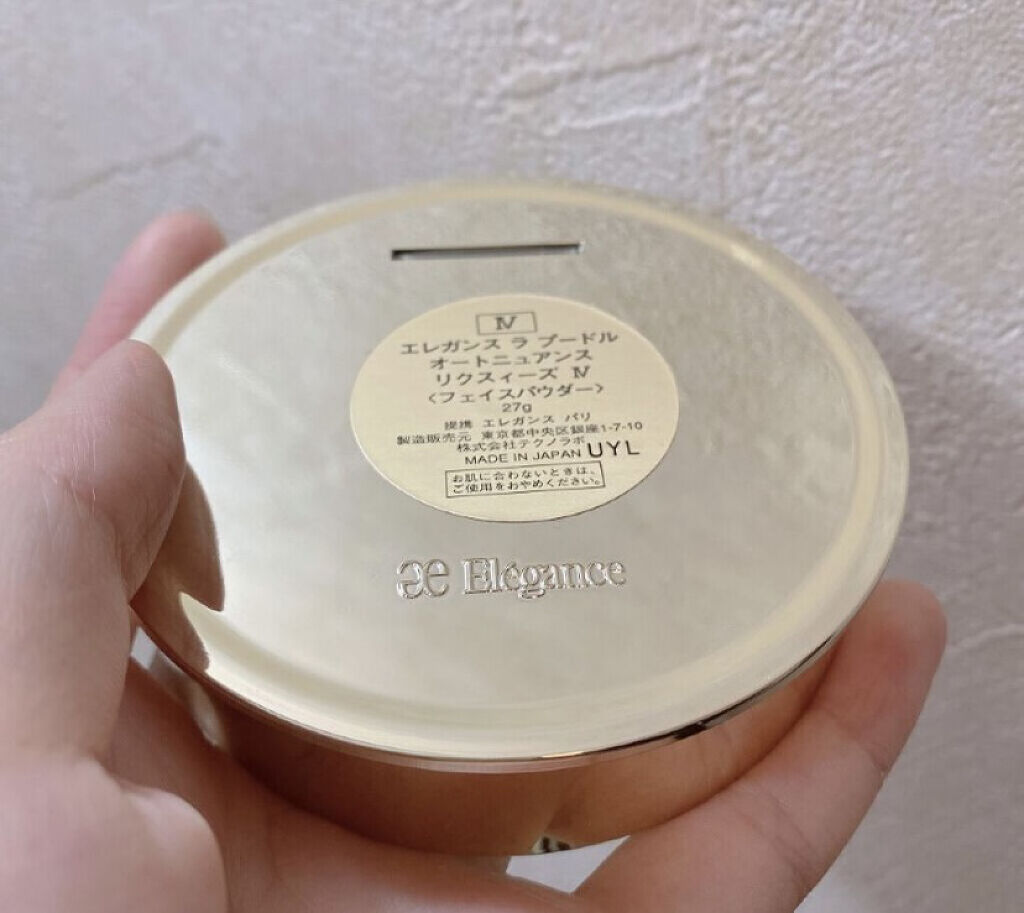 Ⅳ
エレガンス ラ プードル
オートニュアンス
リクスィーズ Ⅳ
〈フェイスパウダー〉
27g
提携 エレガンス パリ
製造販売元 東京都中央区銀座1-7-10
株式会社テクノラボ
MADE IN JAPAN UYL
お肌に合わないときは、
ご使用をおやめください。
ee Elégance